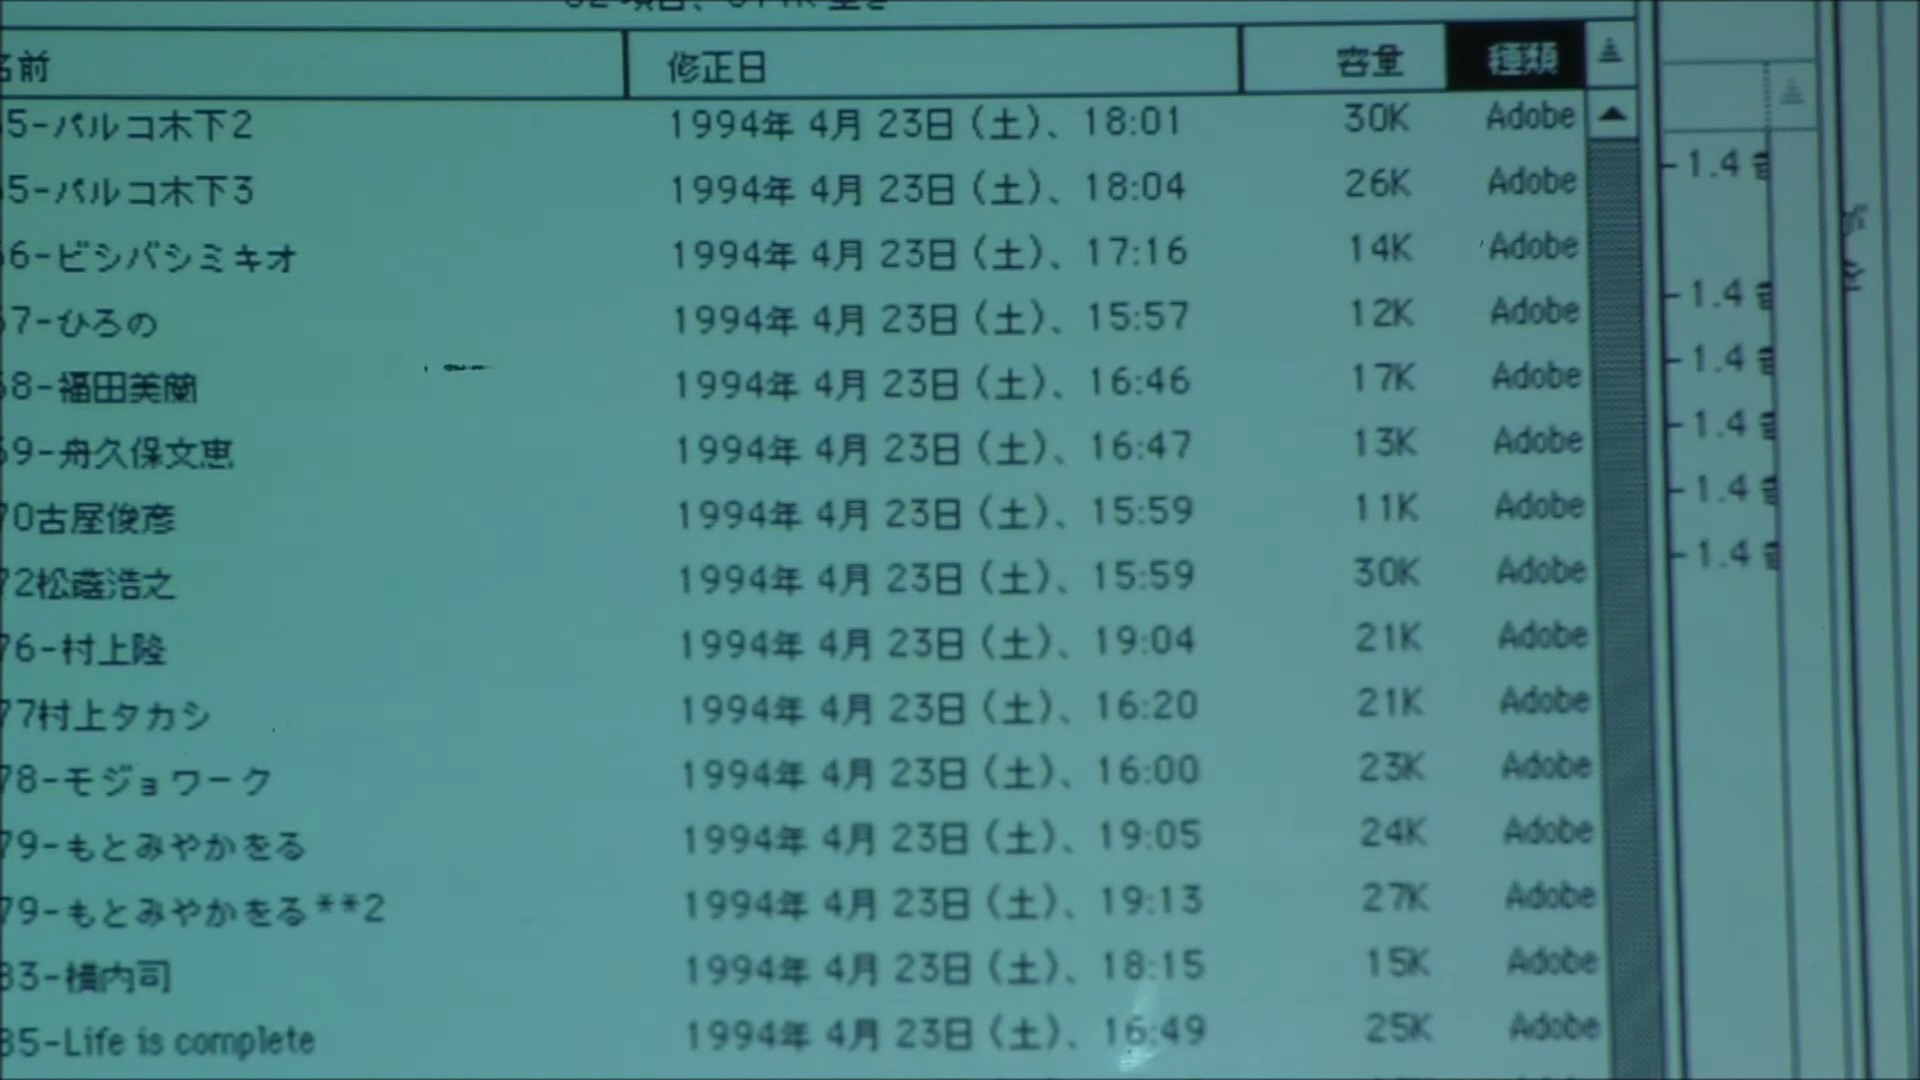 名前 修正日 容量 種類
65-パルコ木下2 1994年 4月 23日 (土)、18:01 30K Adobe
65-パルコ木下3 1994年 4月 23日 (土)、18:04 26K Adobe
66-ビシバシミキオ 1994年 4月 23日 (土)、17:16 14K Adobe
67-ひろの 1994年 4月 23日 (土)、15:57 12K Adobe
68-福田美蘭 1994年 4月 23日 (土)、16:46 17K Adobe
69-舟久保文恵 1994年 4月 23日 (土)、16:47 13K Adobe
70古屋俊彦 1994年 4月 23日 (土)、15:59 11K Adobe
72松蔭浩之 1994年 4月 23日 (土)、15:59 30K Adobe
76-村上隆 1994年 4月 23日 (土)、19:04 21K Adobe
77村上タカシ 1994年 4月 23日 (土)、16:20 21K Adobe
78-モジョワーク 1994年 4月 23日 (土)、16:00 23K Adobe
79-もとみやかをる 1994年 4月 23日 (土)、19:05 24K Adobe
79-もとみやかをる**2 1994年 4月 23日 (土)、19:13 27K Adobe
83-横内司 1994年 4月 23日 (土)、18:15 15K Adobe
85-Life is complete 1994年 4月 23日 (土)、16:49 25K Adobe
-1.4
-1.4
-1.4
-1.4
-1.4
-1.4